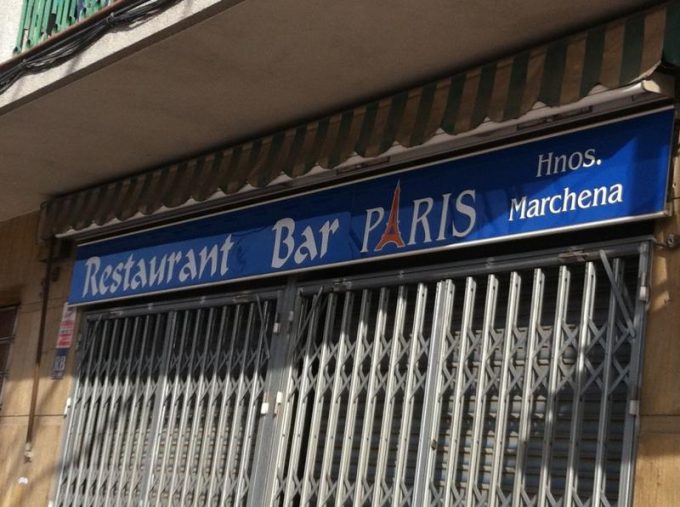 Restaurant Bar PARIS
Hnos.
Marchena